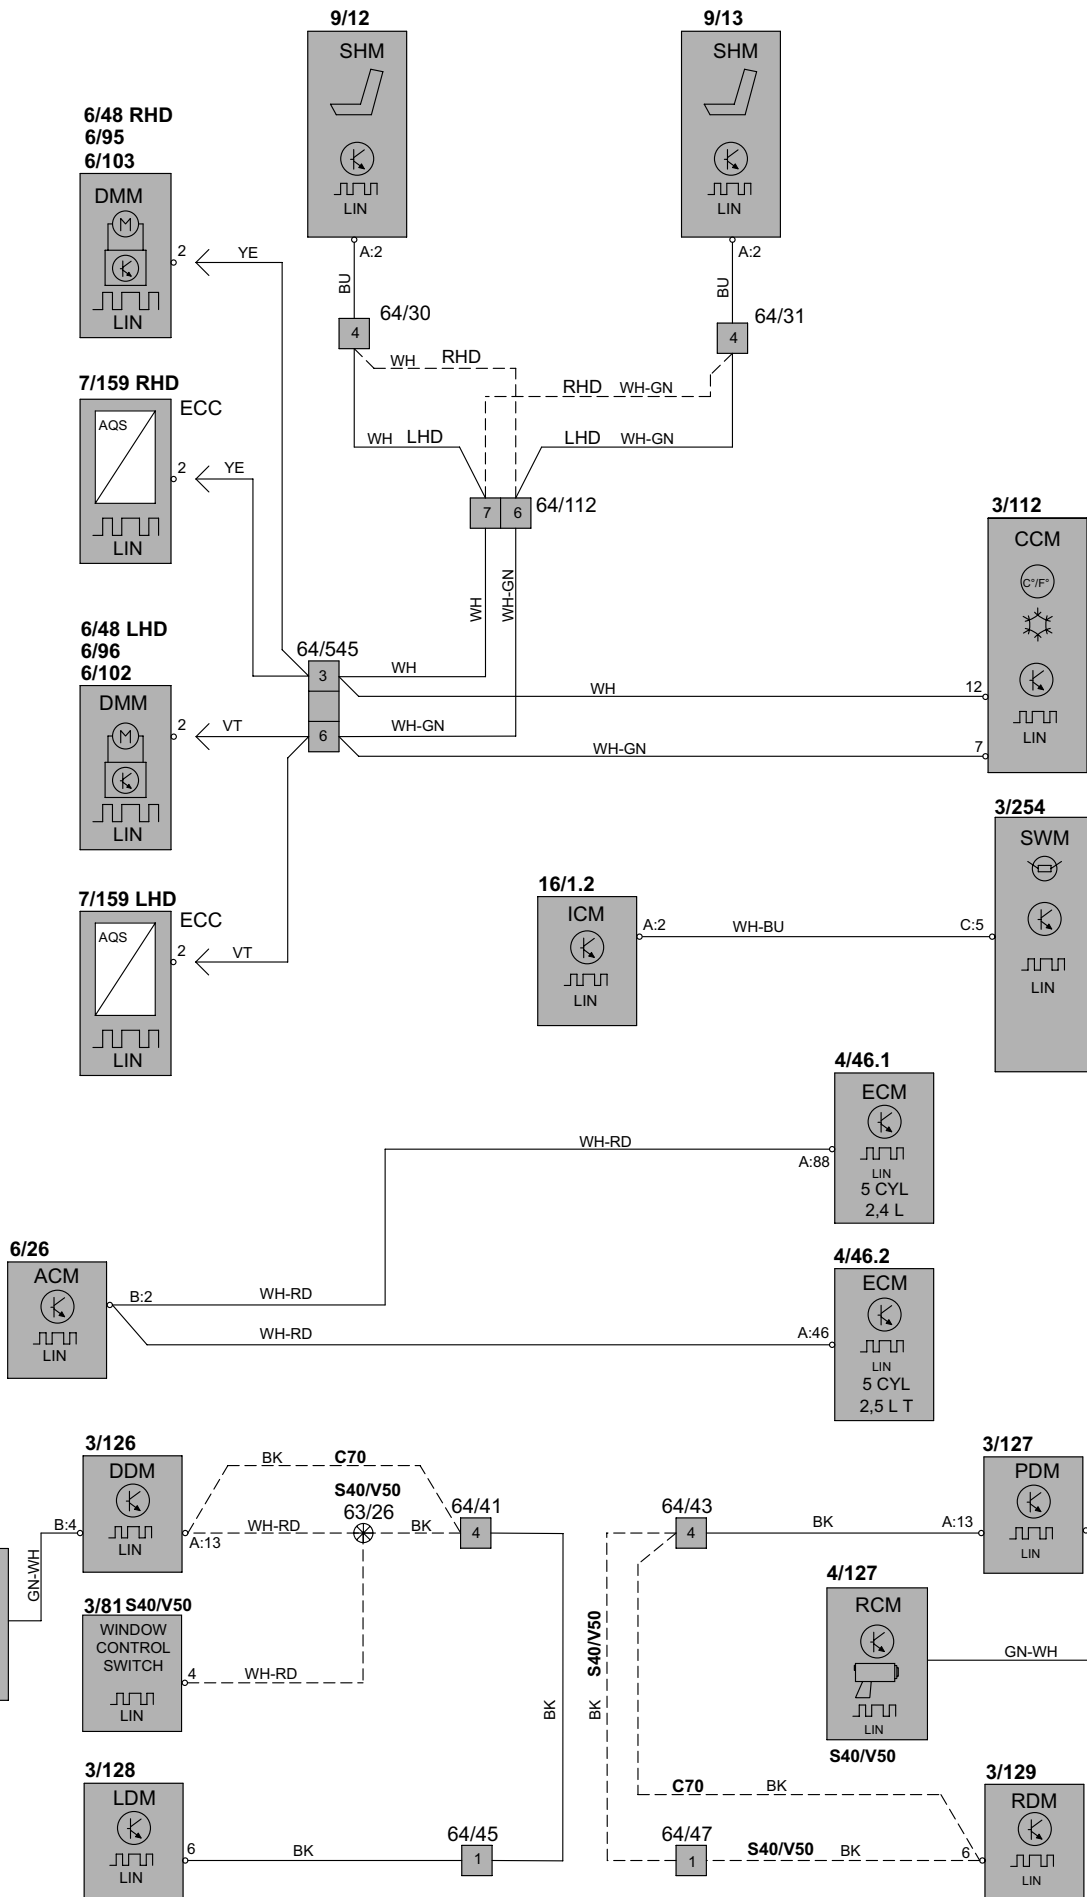 9/12
SHM
LIN
A:2
BU
4
64/30
9/13
SHM
LIN
A:2
BU
4
64/31
6/48 RHD
6/95
6/103
DMM
M
LIN
2
YE
WH RHD
RHD WH-GN
WH LHD
LHD WH-GN
7 6
64/112
7/159 RHD
ECC
AQS
LIN
2
YE
WH
WH-GN
3/112
CCM
C°/F°
LIN
12
7
6/48 LHD
6/96
6/102
DMM
M
LIN
2
VT
64/545
3
6
WH
WH
WH-GN
WH-GN
7/159 LHD
ECC
AQS
LIN
2
VT
16/1.2
ICM
LIN
A:2
WH-BU
C:5
3/254
SWM
LIN
4/46.1
ECM
LIN
5 CYL
2,4 L
WH-RD
A:88
6/26
ACM
LIN
B:2
WH-RD
WH-RD
A:46
4/46.2
ECM
LIN
5 CYL
2,5 L T
3/126
DDM
LIN
B:4
GN-WH
A:13
BK C70
S40/V50
63/26
WH-RD
BK
64/41
4
3/81 S40/V50
WINDOW
CONTROL
SWITCH
LIN
4
WH-RD
BK
3/128
LDM
LIN
6
BK
64/45
1
64/43
4
BK
A:13
3/127
PDM
LIN
4/127
RCM
LIN
S40/V50
GN-WH
S40/V50
BK
C70
BK
64/47
1
S40/V50
BK
6
3/129
RDM
LIN